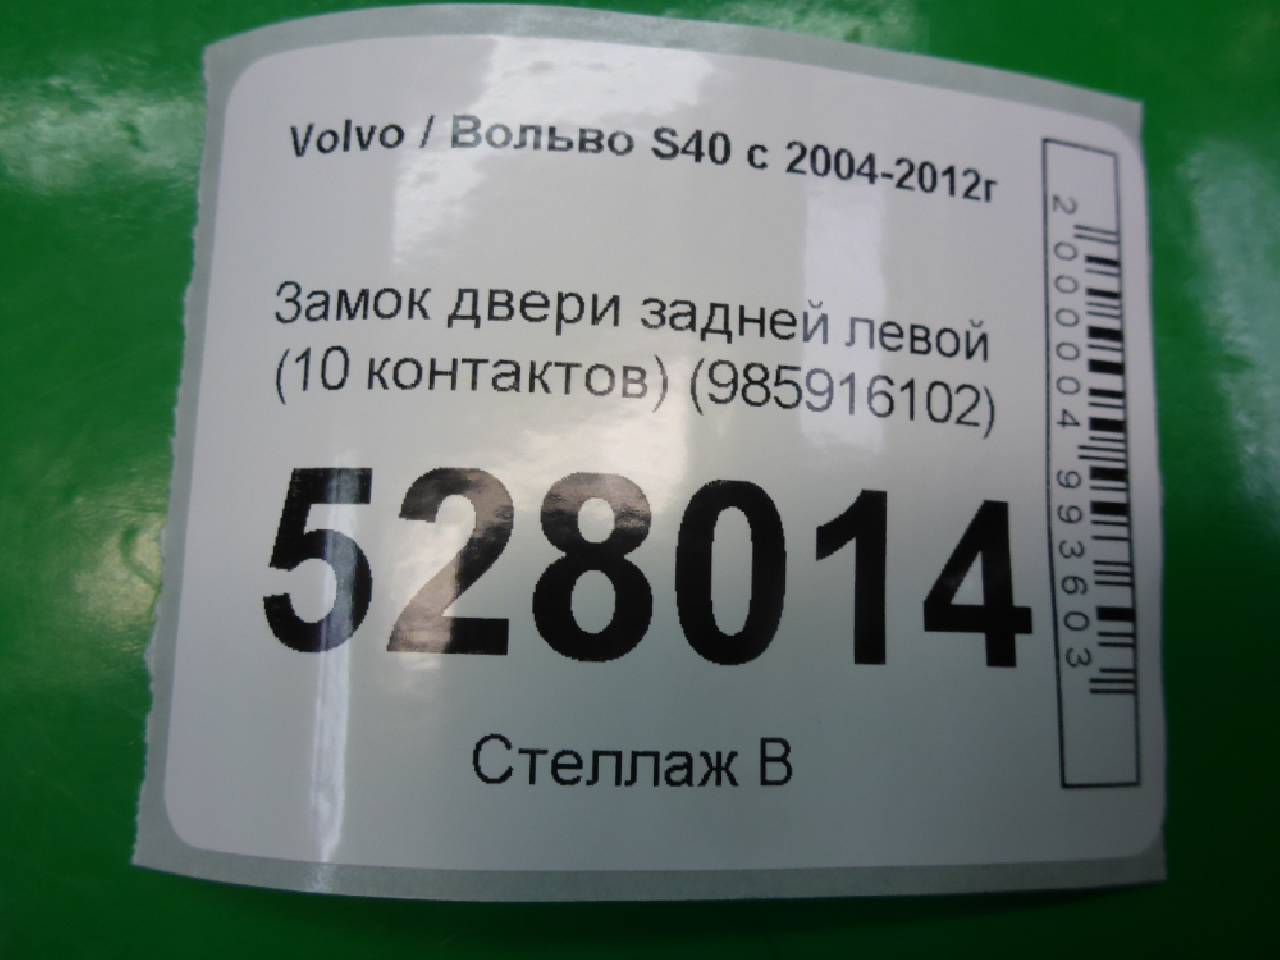 Volvo / Вольво S40 с 2004-2012г
Замок двери задней левой
(10 контактов) (985916102)
528014
Стеллаж В
2000004993603